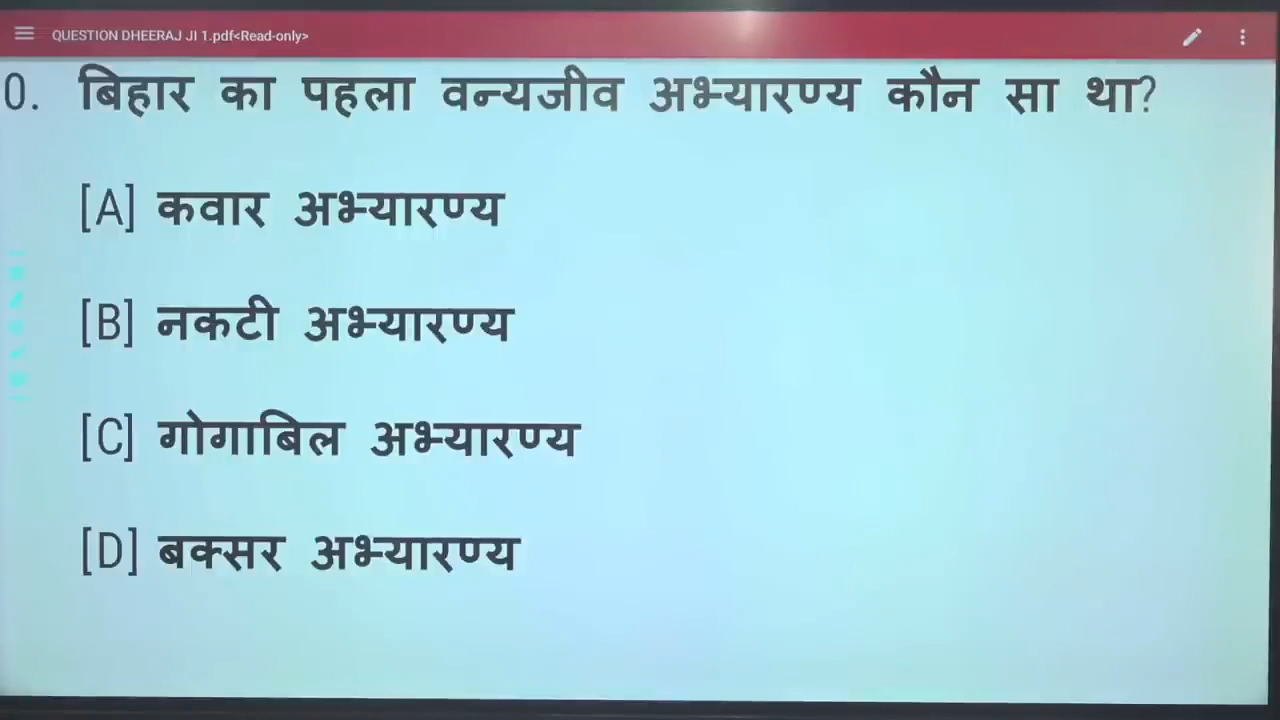 QUESTION DHEERAJ JI 1.pdf<Read-only>
0. बिहार का पहला वन्यजीव अभ्यारण्य कौन सा था?
[A] कवार अभ्यारण्य
[B] नकटी अभ्यारण्य
[C] गोगाबिल अभ्यारण्य
[D] बक्सर अभ्यारण्य